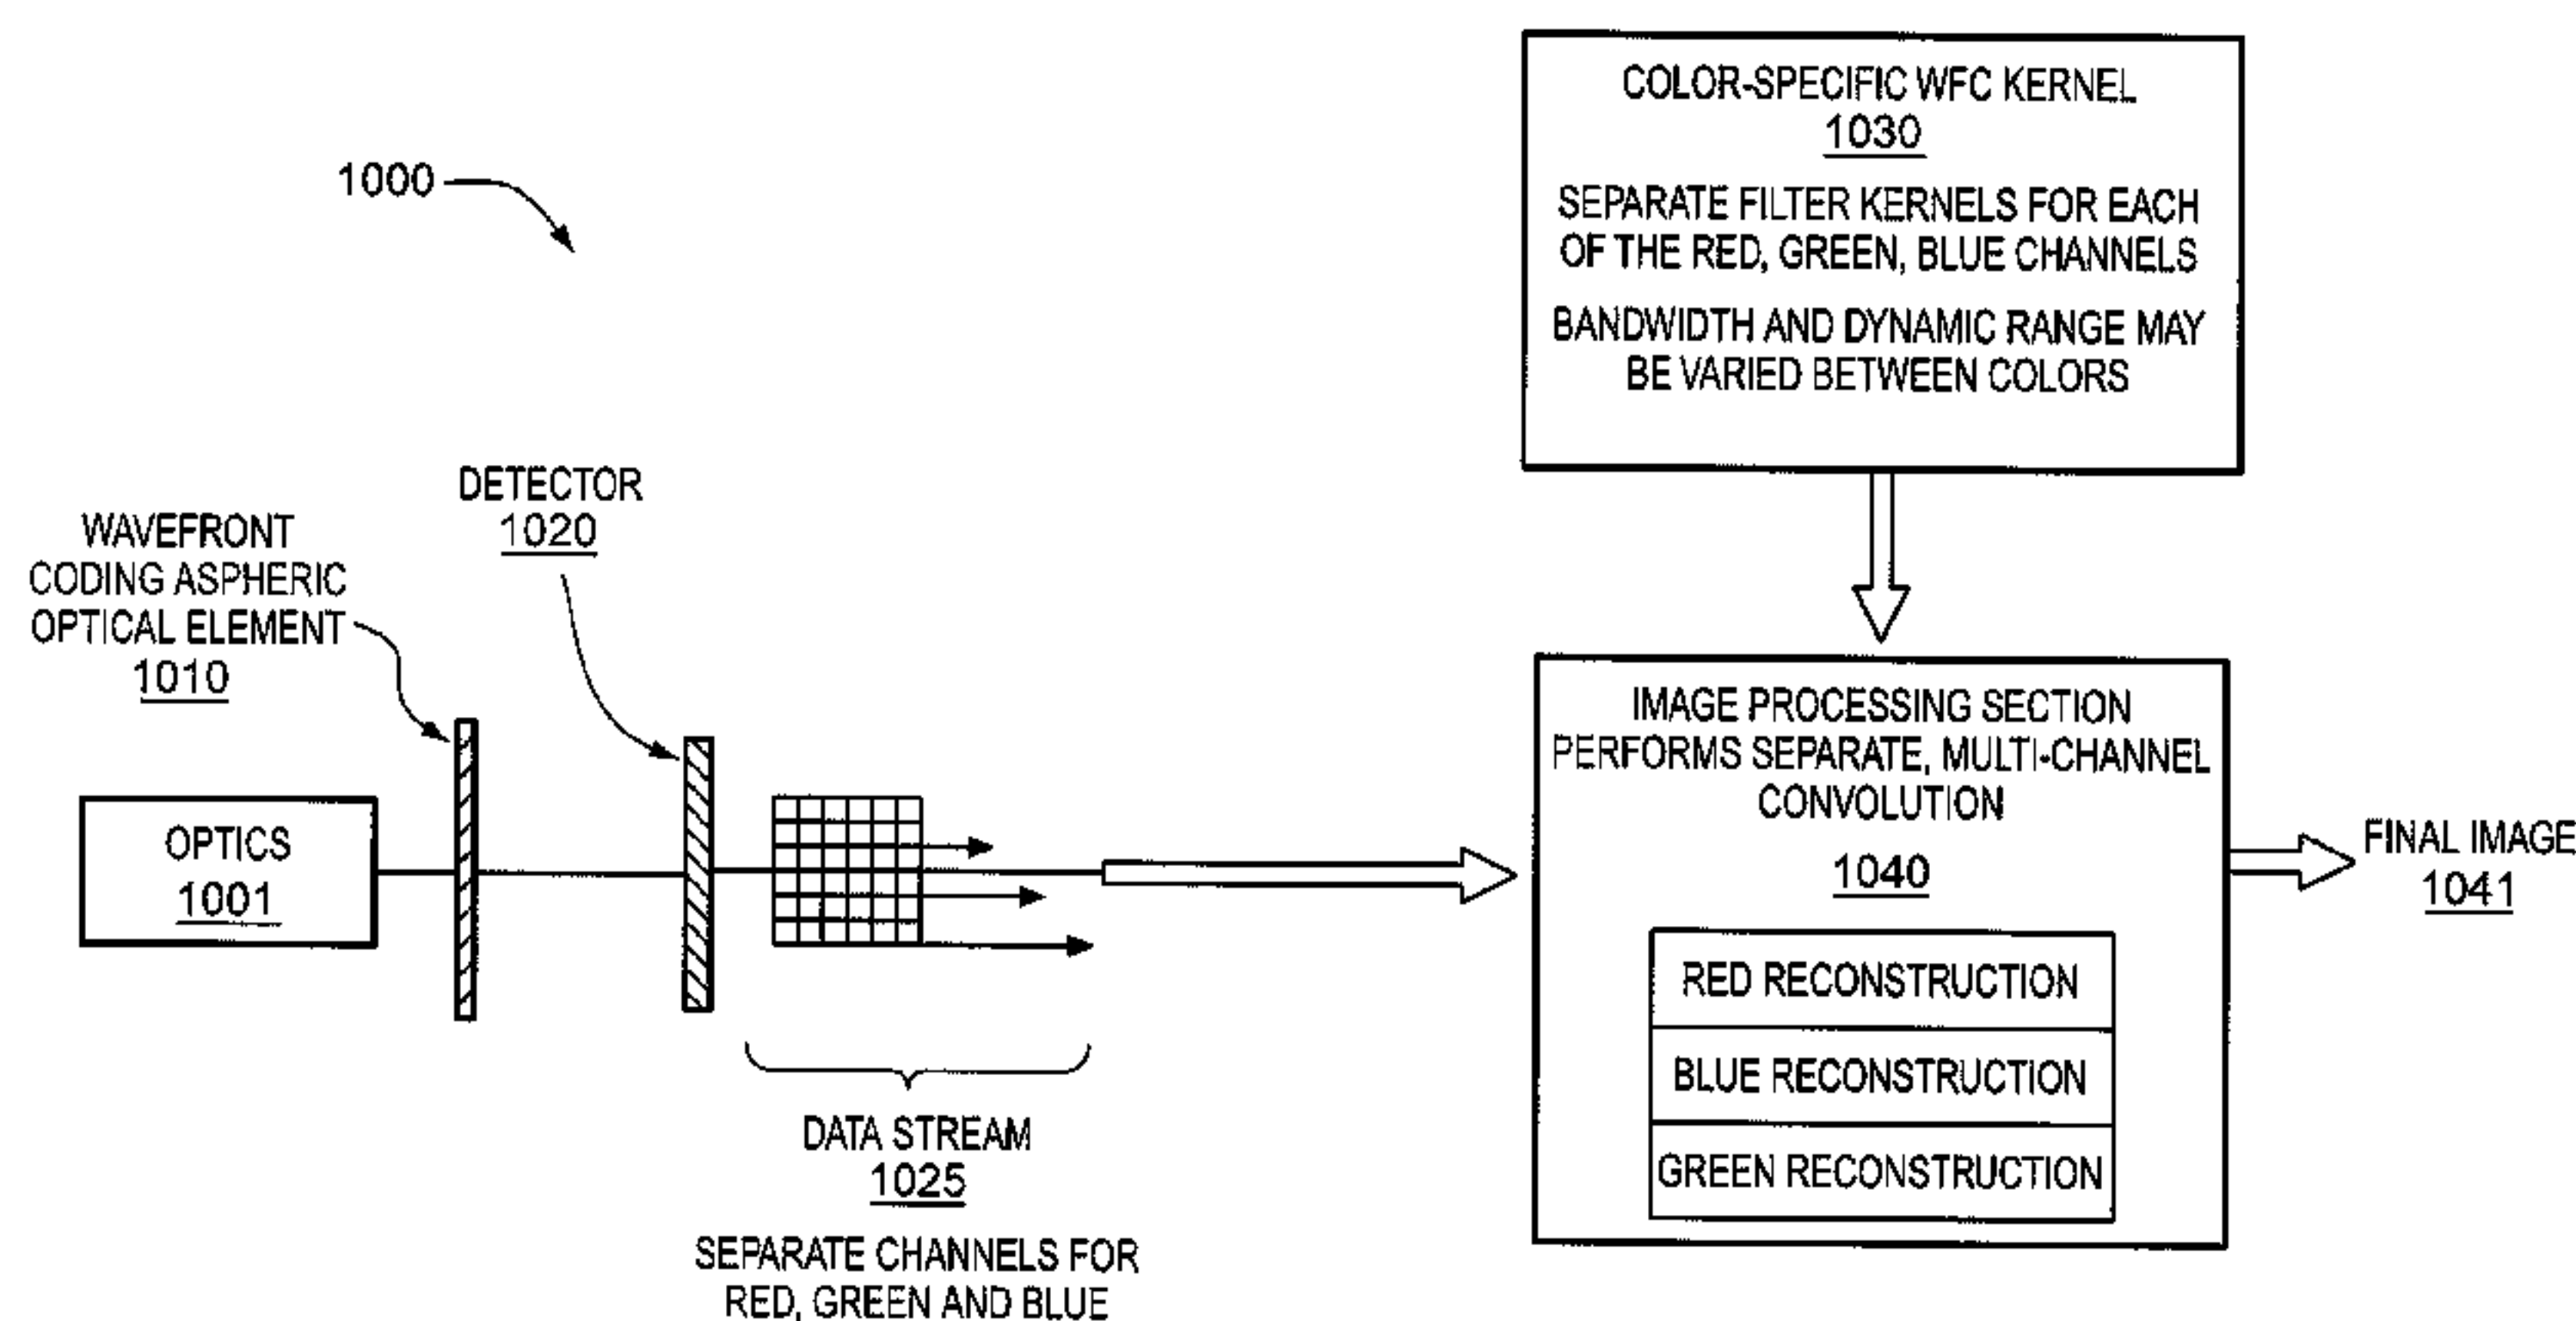 1000
COLOR-SPECIFIC WFC KERNEL
1030
SEPARATE FILTER KERNELS FOR EACH
OF THE RED, GREEN, BLUE CHANNELS
BANDWIDTH AND DYNAMIC RANGE MAY
BE VARIED BETWEEN COLORS
WAVEFRONT
CODING ASPHERIC
OPTICAL ELEMENT
1010
DETECTOR
1020
OPTICS
1001
DATA STREAM
1025
SEPARATE CHANNELS FOR
RED, GREEN AND BLUE
IMAGE PROCESSING SECTION
PERFORMS SEPARATE, MULTI-CHANNEL
CONVOLUTION
1040
RED RECONSTRUCTION
BLUE RECONSTRUCTION
GREEN RECONSTRUCTION
FINAL IMAGE
1041